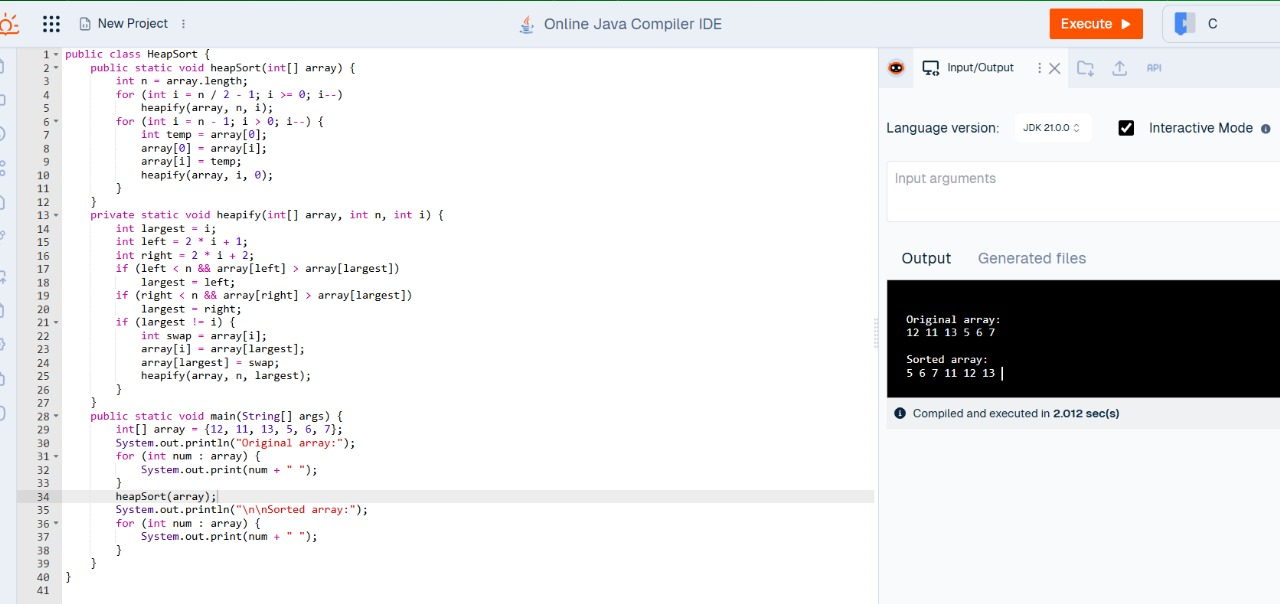 New Project
Online Java Compiler IDE
Execute
C
1 public class HeapSort {
2 public static void heapSort(int[] array) {
3 int n = array.length;
4 for (int i = n / 2 - 1; i >= 0; i--)
5 heapify(array, n, i);
6 for (int i = n - 1; i > 0; i--) {
7 int temp = array[0];
8 array[0] = array[i];
9 array[i] = temp;
10 heapify(array, i, 0);
11 }
12 }
13 private static void heapify(int[] array, int n, int i) {
14 int largest = i;
15 int left = 2 * i + 1;
16 int right = 2 * i + 2;
17 if (left < n && array[left] > array[largest])
18 largest = left;
19 if (right < n && array[right] > array[largest])
20 largest = right;
21 if (largest != i) {
22 int swap = array[i];
23 array[i] = array[largest];
24 array[largest] = swap;
25 heapify(array, n, largest);
26 }
27 }
28 public static void main(String[] args) {
29 int[] array = {12, 11, 13, 5, 6, 7};
30 System.out.println("Original array:");
31 for (int num : array) {
32 System.out.print(num + " ");
33 }
34 heapSort(array);
35 System.out.println("\n\nSorted array:");
36 for (int num : array) {
37 System.out.print(num + " ");
38 }
39 }
40 }
41
Input/Output
API
Language version: JDK 21.0.0 Interactive Mode
Input arguments
Output Generated files
Original array:
12 11 13 5 6 7
Sorted array:
5 6 7 11 12 13
Compiled and executed in 2.012 sec(s)